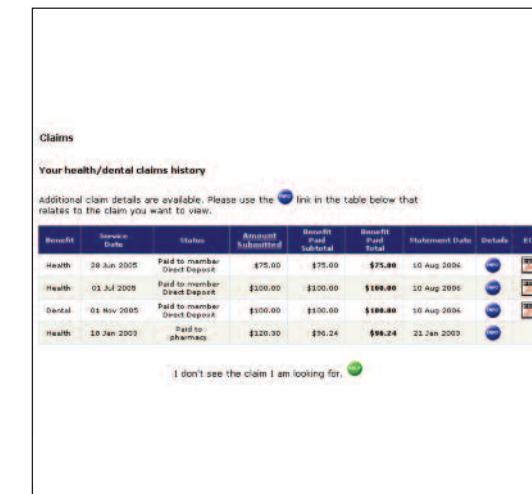 Claims
Your health/dental claims history
Additional claim details are available. Please use the INFO link in the table below that
relates to the claim you want to view.
Benefit Service Date Status Amount Submitted Benefit Paid Subtotal Benefit Paid Total Statement Date Details
Health 28 Jun 2005 Paid to member Direct Deposit $75.00 $75.00 $75.00 10 Aug 2006
Health 01 Jul 2005 Paid to member Direct Deposit $100.00 $100.00 $100.00 10 Aug 2006
Dental 01 Nov 2005 Paid to member Direct Deposit $100.00 $100.00 $100.00 10 Aug 2006
Health 10 Jan 2003 Paid to pharmacy $120.30 $96.24 $96.24 21 Jan 2003
I don't see the claim I am looking for.